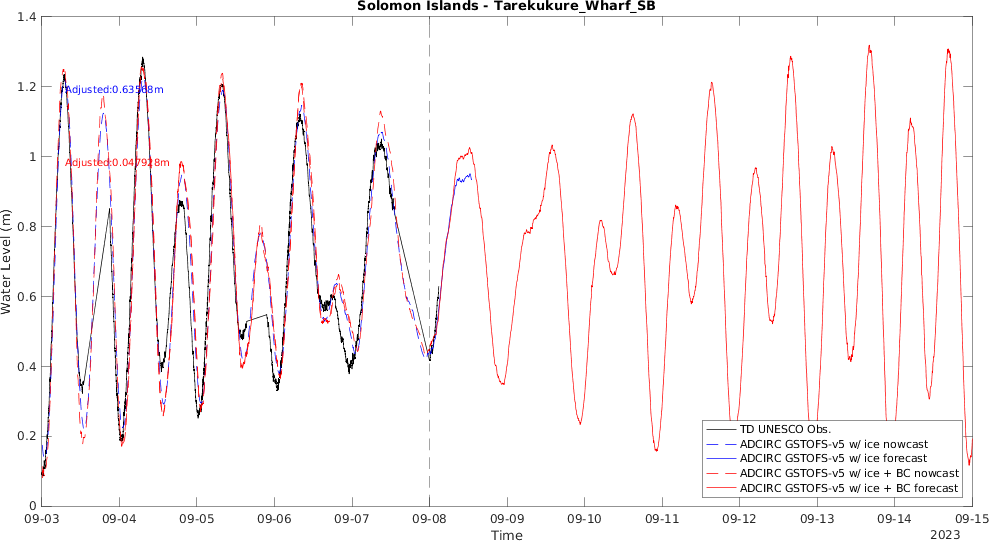 Solomon Islands - Tarekukure_Wharf_SB
1.4
1.2
1
0.8
0.6
0.4
0.2
0
Water Level (m)
Adjusted:0.63568m
Adjusted:0.047928m
TD UNESCO Obs.
ADCIRC GSTOFS-v5 w/ ice nowcast
ADCIRC GSTOFS-v5 w/ ice forecast
ADCIRC GSTOFS-v5 w/ ice + BC nowcast
ADCIRC GSTOFS-v5 w/ ice + BC forecast
09-03 09-04 09-05 09-06 09-07 09-08 09-09 09-10 09-11 09-12 09-13 09-14 09-15
Time
2023